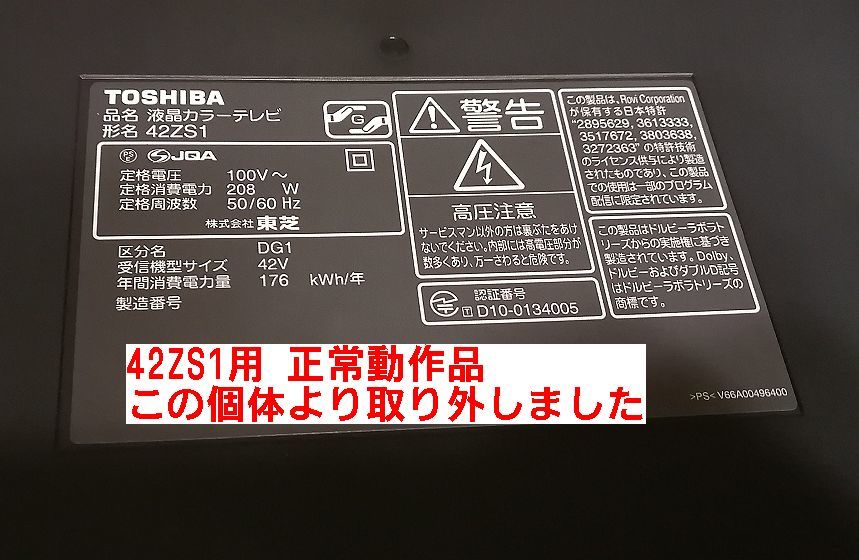 TOSHIBA
品名 液晶カラーテレビ
形名 42ZS1
G
PS E JQA
定格電圧 100V～
定格消費電力 208 W
定格周波数 50/60 Hz
株式会社 東芝
区分名 DG1
受信機型サイズ 42V
年間消費電力量 176 kWh/年
製造番号
警告
高圧注意
サービスマン以外の方は裏ぶたをあけ
ないでください。内部には高電圧部分が
数多くあり、万一さわると危険です。
認証番号
T D10-0134005
この製品は、Rovi Corporation
が保有する日本特許
"2895629, 3613333,
3517672, 3803638,
3272363" の特許技術
のライセンス供与により製造
されたものであり、この製品
での使用は一部のプログラム
配信に限定されています。
この製品はドルビーラボラト
リーズからの実施権に基づき
製造されています。Dolby、
ドルビーおよびダブルD記号
はドルビーラボラトリーズの
商標です。
42ZS1用 正常動作品
この個体より取り外しました
>PS< V66A00496400